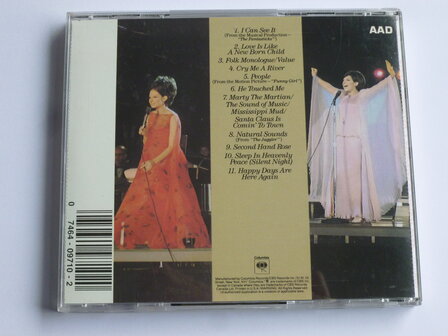 AAD
1. I Can See It
(From the Musical Production—
"The Fantasticks")
2. Love Is Like
A New Born Child
3. Folk Monologue/Value
4. Cry Me A River
5. People
(From the Motion Picture—"Funny Girl")
6. He Touched Me
7. Marty The Martian/
The Sound of Music/
Mississippi Mud/
Santa Claus Is
Comin' To Town
8. Natural Sounds
(From "The Juggler")
9. Second Hand Rose
10. Sleep In Heavenly
Peace (Silent Night)
11. Happy Days Are
Here Again
0 7464-09710-2
Columbia